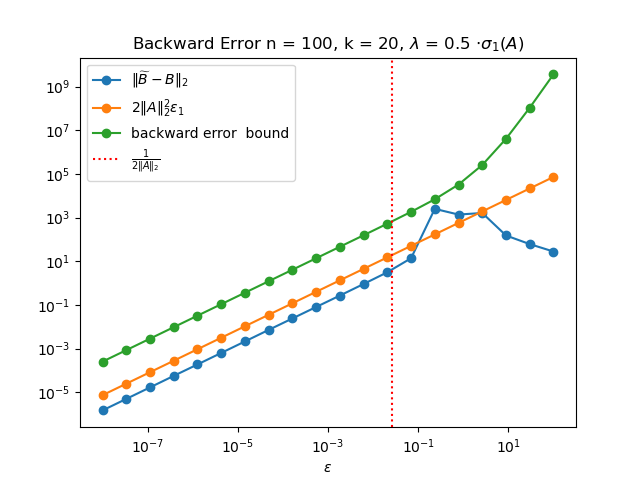 Backward Error n = 100, k = 20, λ = 0.5 ·σ₁(A)
‖B̃ − B‖₂
2‖A‖₂²ε₁
backward error  bound
1/(2‖A‖₂)
10⁹
10⁷
10⁵
10³
10¹
10⁻¹
10⁻³
10⁻⁵
10⁻⁷ 10⁻⁵ 10⁻³ 10⁻¹ 10¹
ε